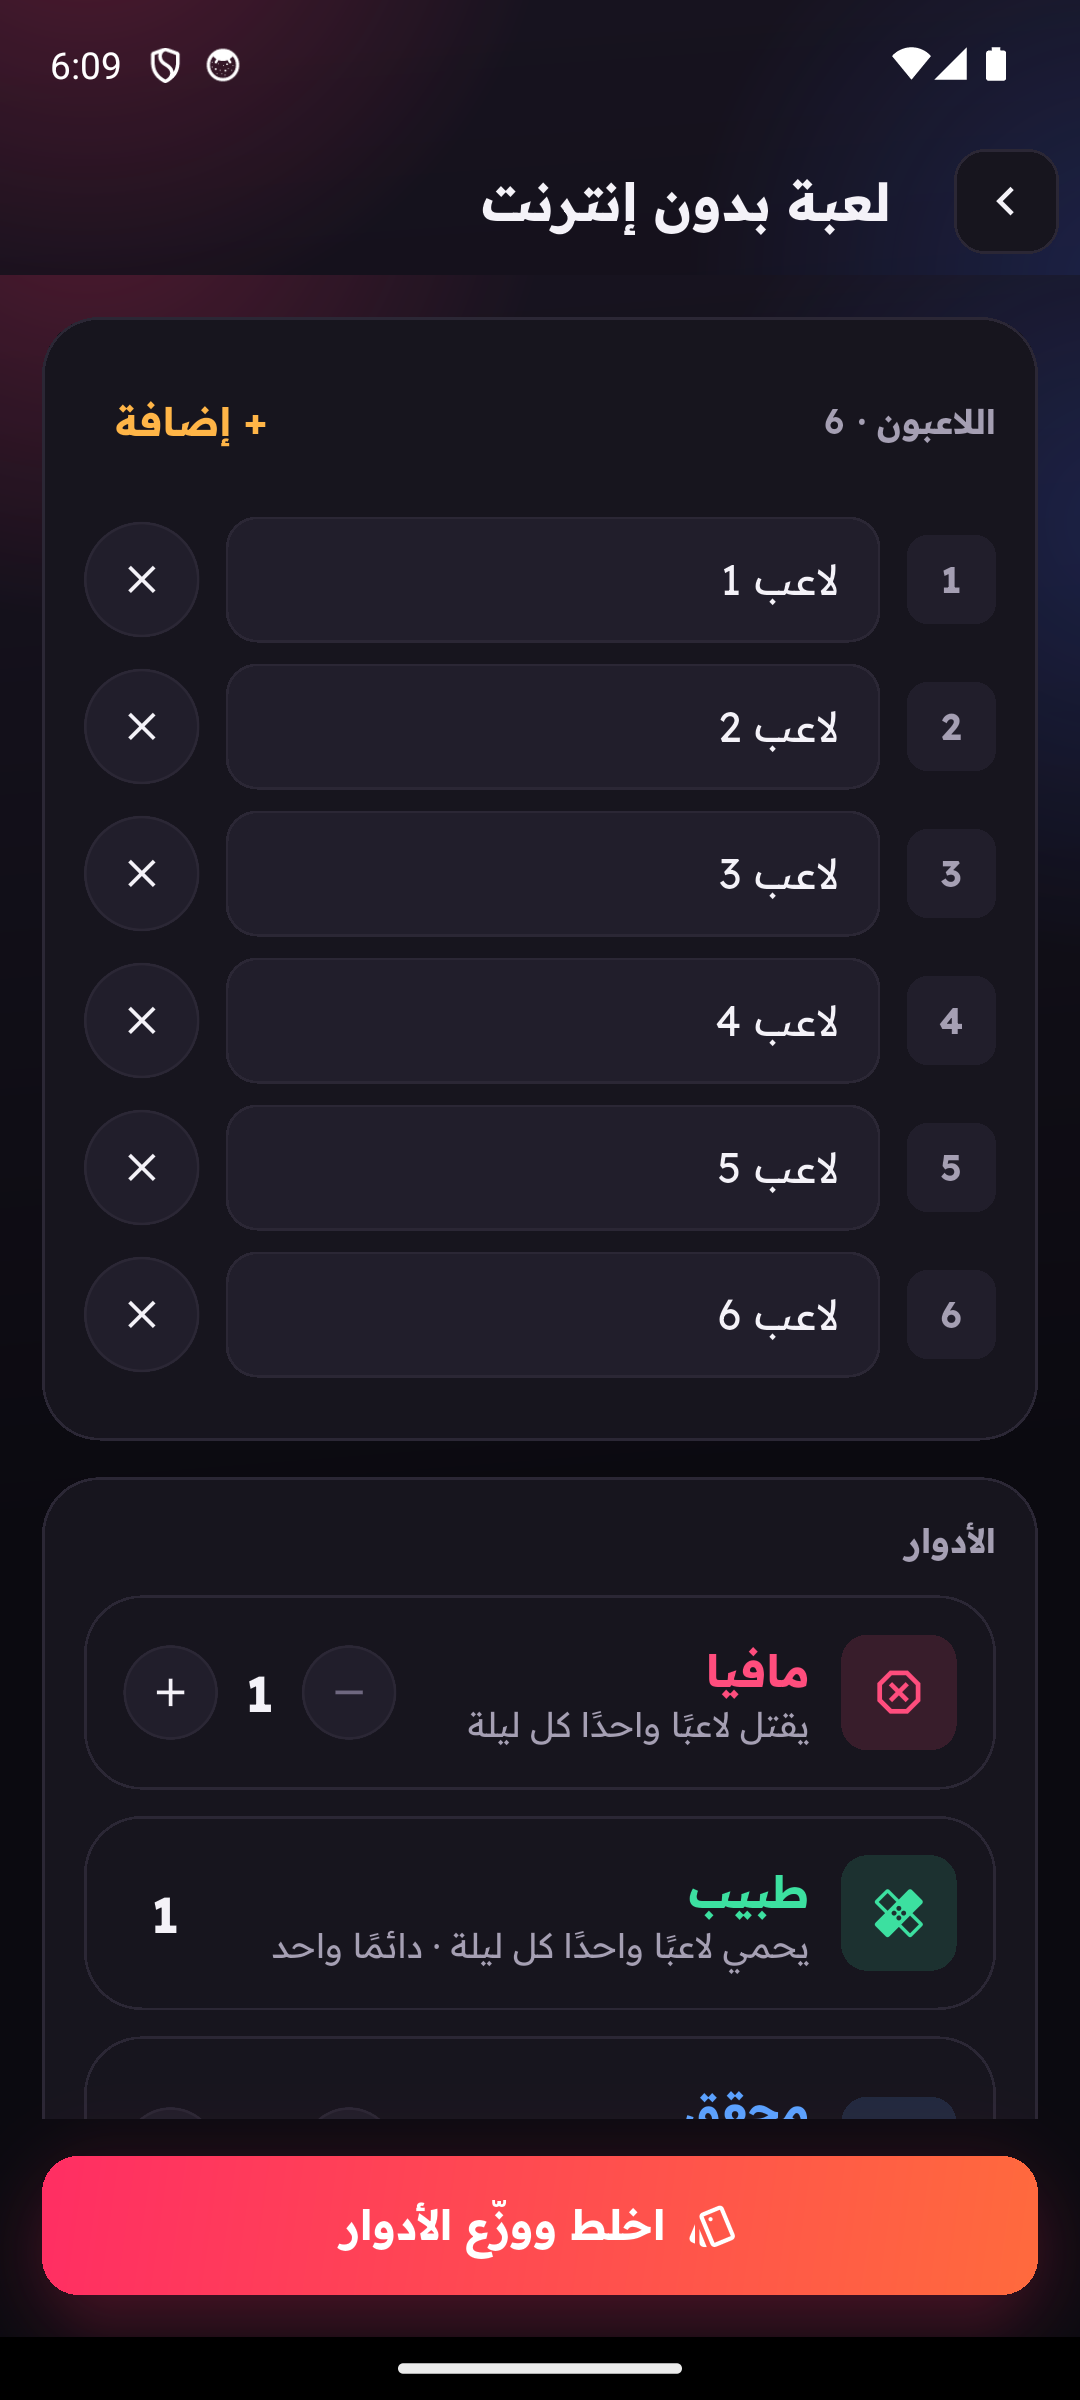 6:09
لعبة بدون إنترنت
اللاعبون · 6
+ إضافة
1
لاعب 1
2
لاعب 2
3
لاعب 3
4
لاعب 4
5
لاعب 5
6
لاعب 6
الأدوار
مافيا
يقتل لاعبًا واحدًا كل ليلة
1
طبيب
يحمي لاعبًا واحدًا كل ليلة · دائمًا واحد
1
محقق
اخلط ووزّع الأدوار